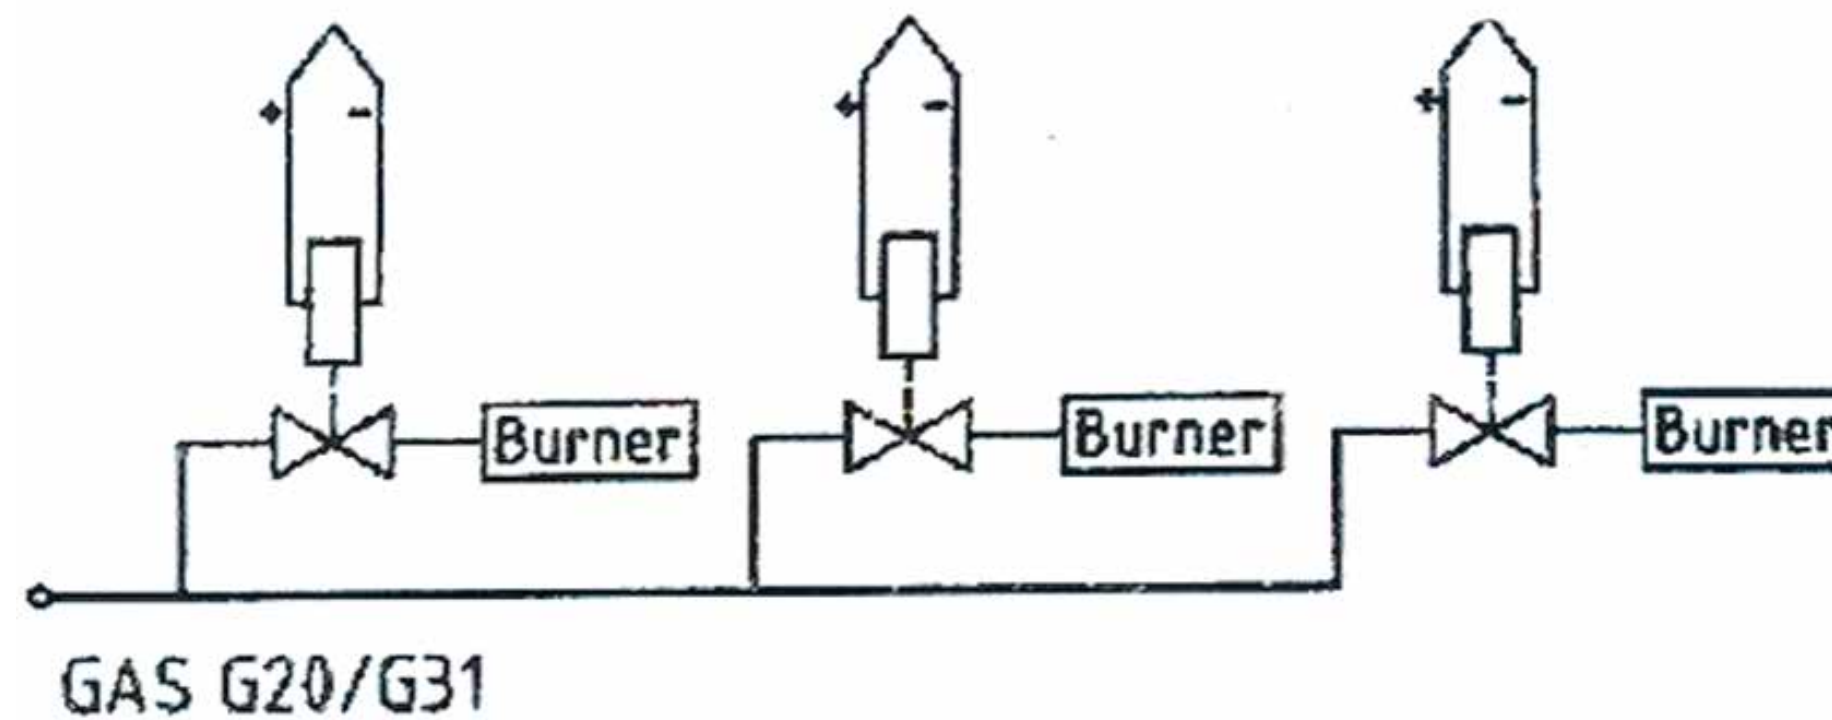 + - + - + -
Burner Burner Burner
GAS G20/G31